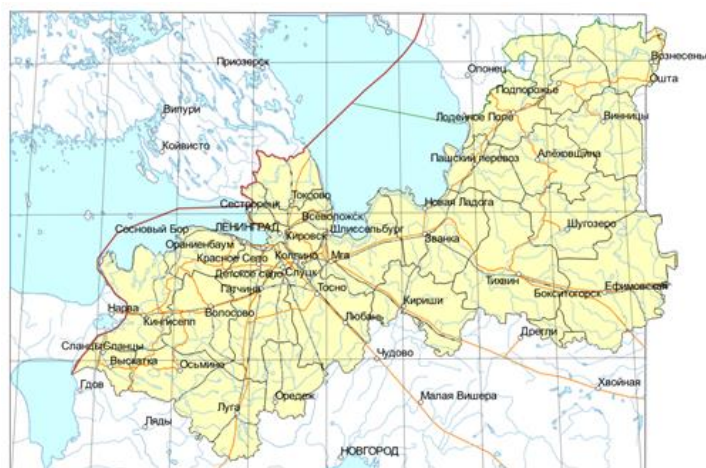 Вознесенье
Приозерск
Олонец
Ошта
Подпорожье
Випури
Лодейное Поле
Винницы
Койвисто
Пашский перевоз
Алёховщина
Токсово
Сестрорецк
Новая Ладога
Всеволожск
Сосновый Бор
ЛЕНИНГРАД
Шлиссельбург
Шугозеро
Кировск
Ораниенбаум
Званка
Красное Село
Колпино
Мга
Детское село
Слуцк
Тихвин
Гатчина
Тосно
Бокситогорск
Ефимовская
Нарва
Волосово
Кириши
Кингисепп
Любань
Дрегли
Сланцы
Сланцы
Выскатка
Осьмино
Чудово
Гдов
Хвойная
Оредеж
Малая Вишера
Луга
Ляды
НОВГОРОД